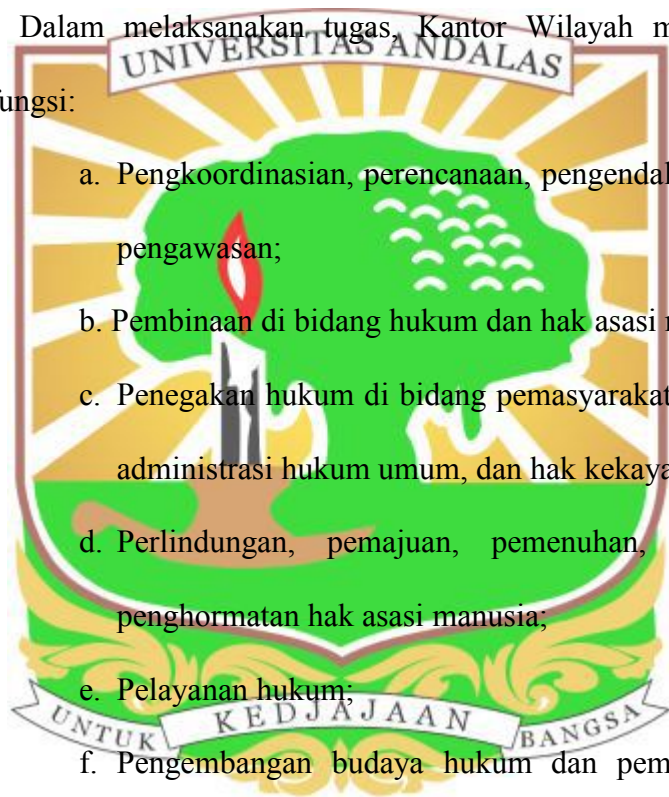 Dalam melaksanakan tugas, Kantor Wilayah m
UNIVERSITAS ANDALAS
fungsi:
a. Pengkoordinasian, perencanaan, pengendal
pengawasan;
b. Pembinaan di bidang hukum dan hak asasi
c. Penegakan hukum di bidang pemasyarakat
administrasi hukum umum, dan hak kekaya
d. Perlindungan, pemajuan, pemenuhan,
penghormatan hak asasi manusia;
e. Pelayanan hukum;
UNTUK KEDJAJAAN BANGSA
f. Pengembangan budaya hukum dan pem